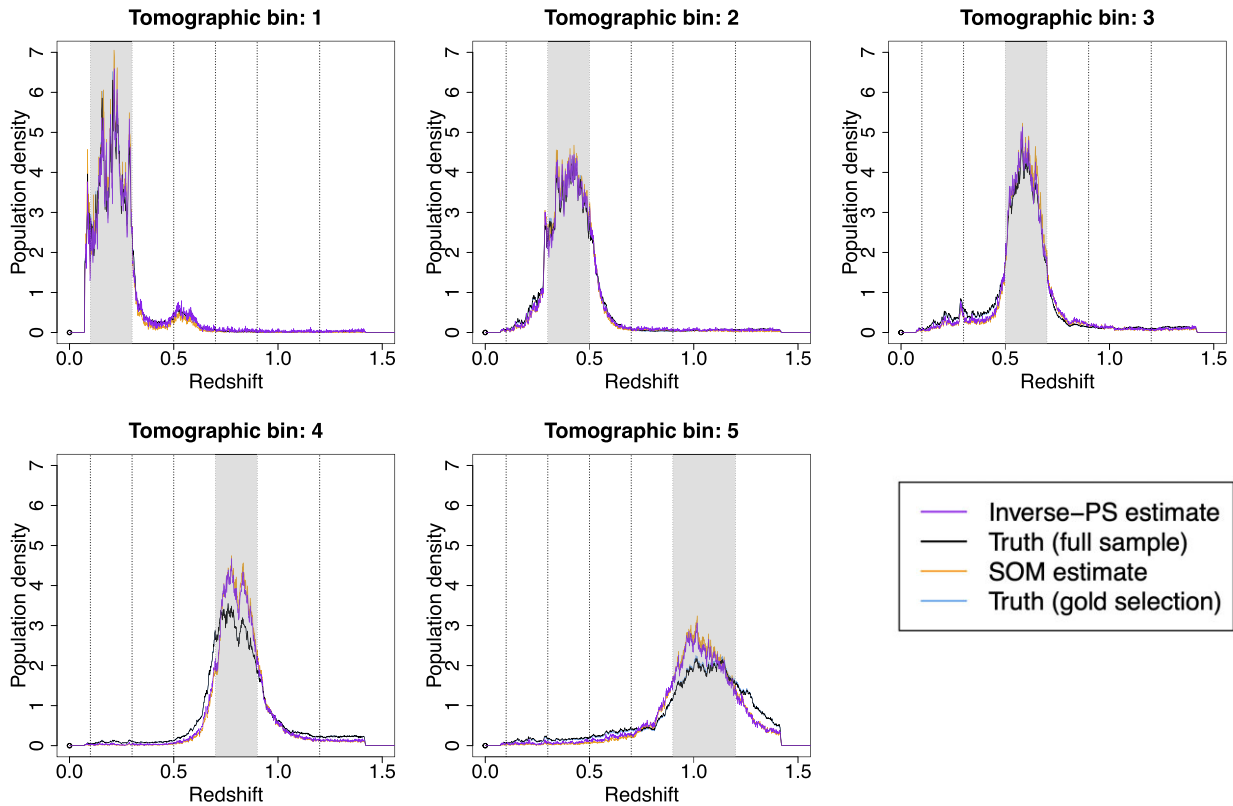 Tomographic bin: 1
Population density
0 1 2 3 4 5 6 7
0.0 0.5 1.0 1.5
Redshift
Tomographic bin: 2
Population density
0 1 2 3 4 5 6 7
0.0 0.5 1.0 1.5
Redshift
Tomographic bin: 3
Population density
0 1 2 3 4 5 6 7
0.0 0.5 1.0 1.5
Redshift
Tomographic bin: 4
Population density
0 1 2 3 4 5 6 7
0.0 0.5 1.0 1.5
Redshift
Tomographic bin: 5
Population density
0 1 2 3 4 5 6 7
0.0 0.5 1.0 1.5
Redshift
Inverse−PS estimate
Truth (full sample)
SOM estimate
Truth (gold selection)